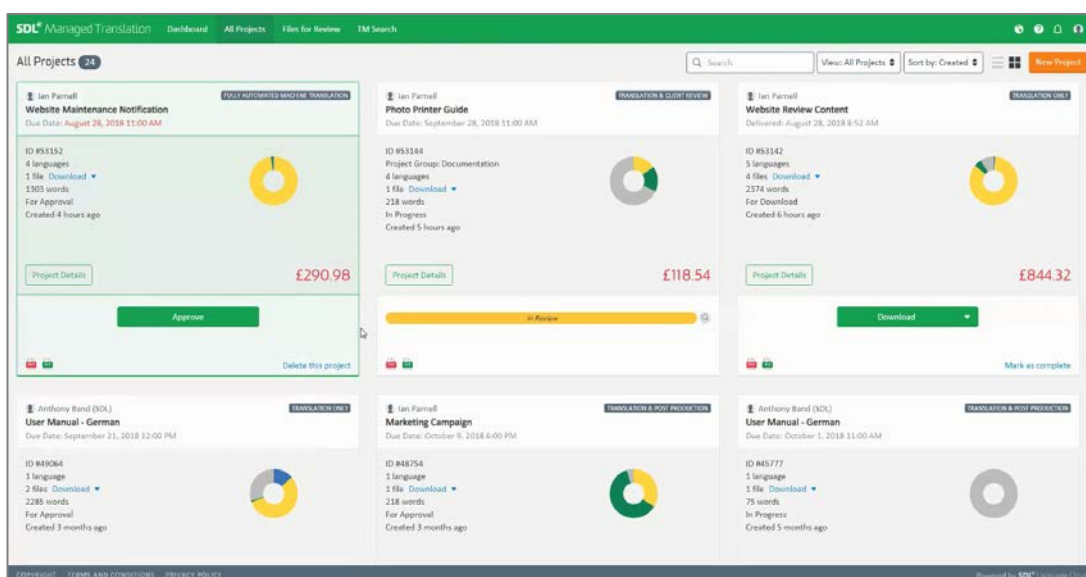 SDL* Managed Translation Dashboard All Projects Files for Review TM Search
All Projects 24
Search
View: All Projects
Sort by: Created
New Project
Ian Parnell
FULLY AUTOMATED MACHINE TRANSLATION
Website Maintenance Notification
Due Date: August 28, 2018 11:00 AM
ID #53152
4 languages
1 file Download
1303 words
For Approval
Created 4 hours ago
Project Details
£290.98
Approve
Delete this project
Ian Parnell
TRANSLATION & CLIENT REVIEW
Photo Printer Guide
Due Date: September 28, 2018 11:00 AM
ID #53144
Project Group: Documentation
4 languages
1 file Download
218 words
In Progress
Created 5 hours ago
Project Details
£118.54
In Review
Ian Parnell
TRANSLATION ONLY
Website Review Content
Delivered: August 28, 2018 8:52 AM
ID #53142
5 languages
4 files Download
2374 words
For Download
Created 6 hours ago
Project Details
£844.32
Download
Mark as complete
Anthony Band (SDL)
TRANSLATION ONLY
User Manual - German
Due Date: September 21, 2018 12:00 PM
ID #49064
1 language
2 files Download
2285 words
For Approval
Created 3 months ago
Ian Parnell
TRANSLATION & POST PRODUCTION
Marketing Campaign
Due Date: October 9, 2018 6:00 PM
ID #48754
1 language
1 file Download
218 words
For Approval
Created 3 months ago
Anthony Band (SDL)
TRANSLATION & POST PRODUCTION
User Manual - German
Due Date: October 1, 2018 11:00 AM
ID #45777
1 language
1 file Download
75 words
In Progress
Created 5 months ago
COPYRIGHT TERMS AND CONDITIONS PRIVACY POLICY
Powered by SDL*